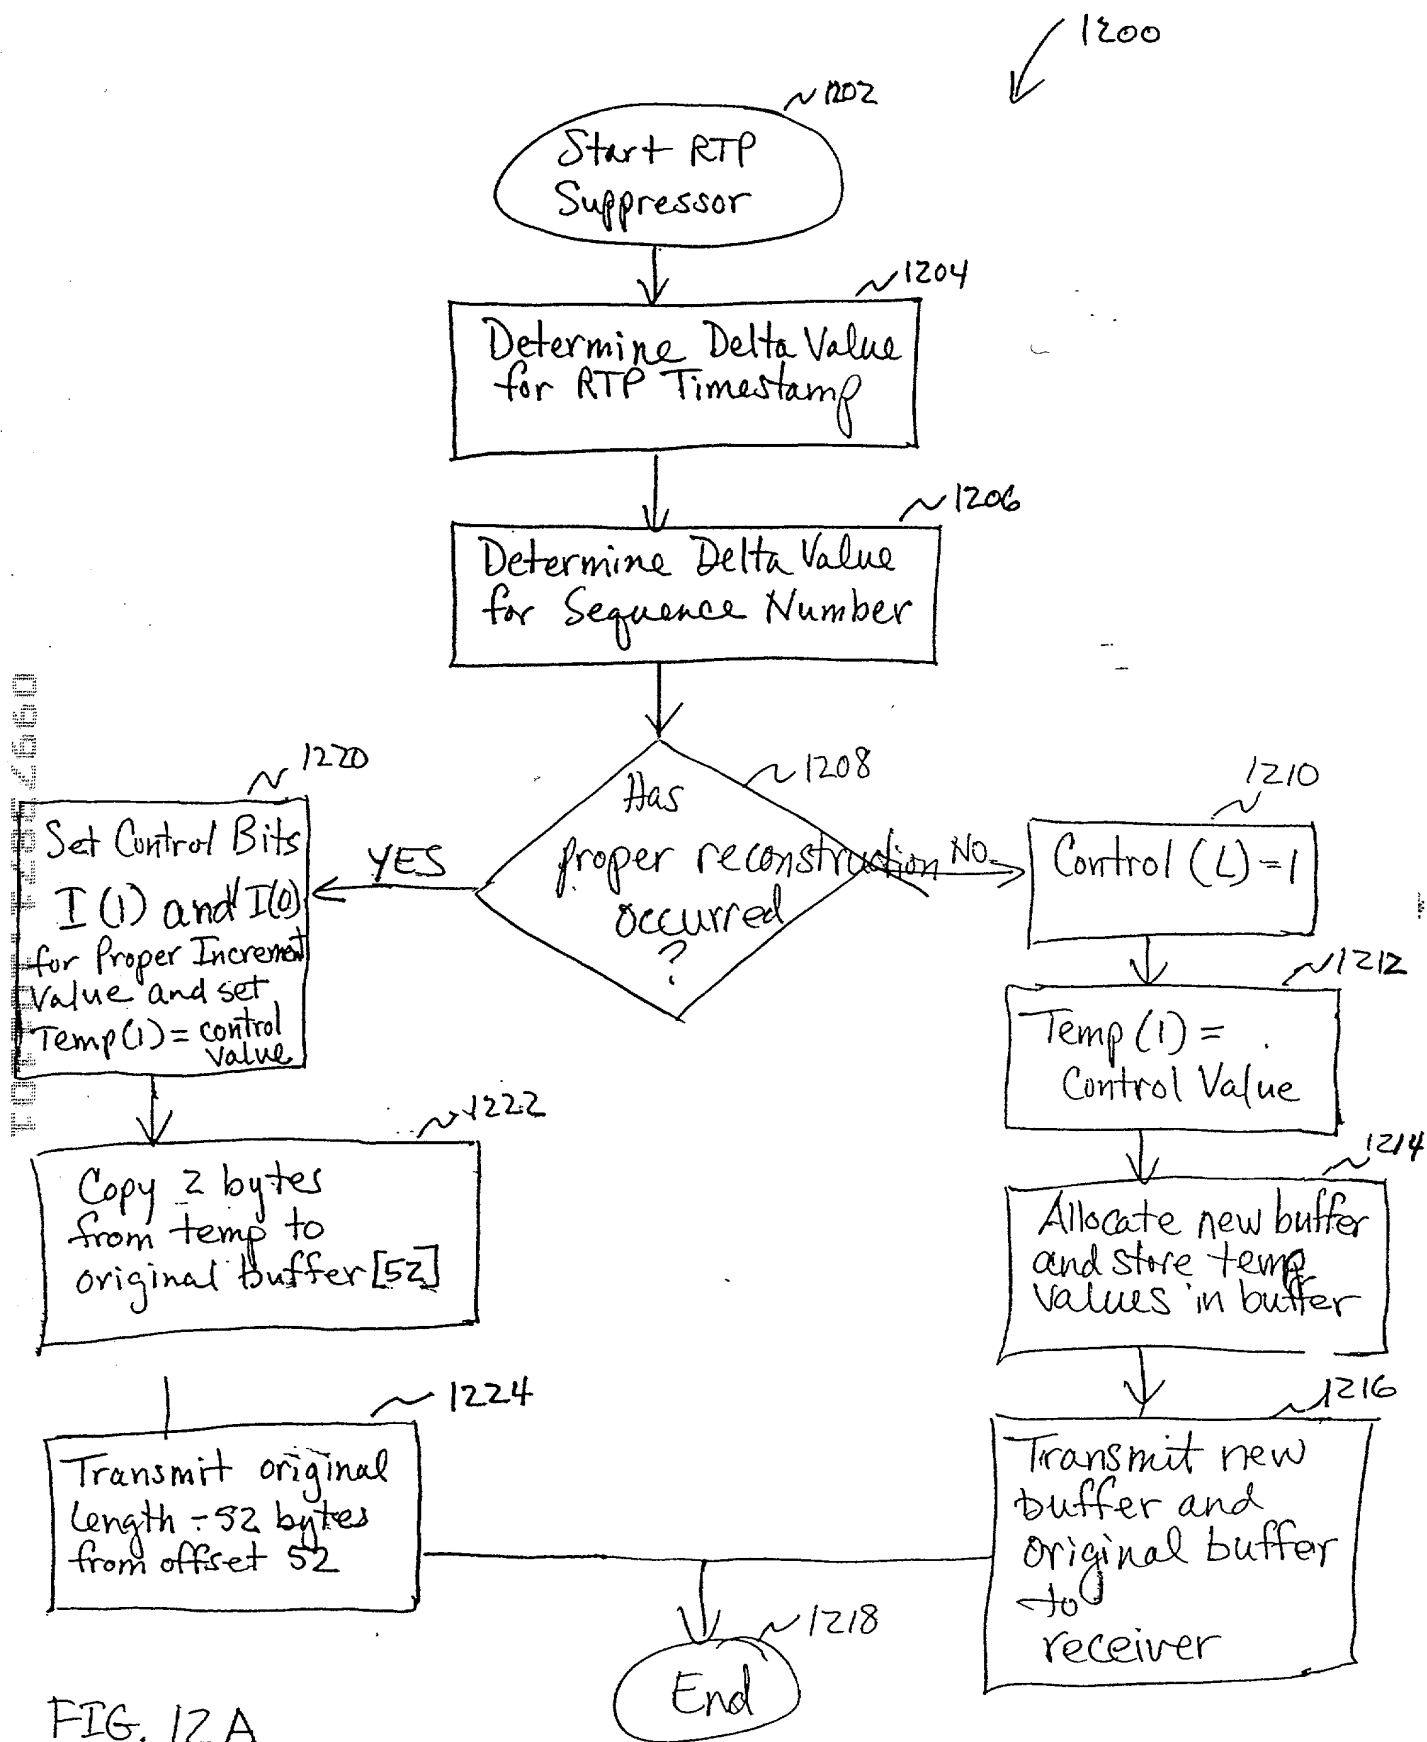 1200
1202
Start RTP
Suppressor
1204
Determine Delta Value
for RTP Timestamp
1206
Determine Delta Value
for Sequence Number
1208
Has
proper reconstruction
occurred
?
YES
NO
1220
Set Control Bits
I(1) and I(0)
for Proper Increment
Value and set
Temp(1) = control
value
1222
Copy 2 bytes
from temp to
original buffer [52]
1224
Transmit original
length - 52 bytes
from offset 52
1210
Control (L) = 1
1212
Temp (1) =
Control Value
1214
Allocate new buffer
and store temp
values in buffer
1216
Transmit new
buffer and
original buffer
to
receiver
1218
End
FIG. 12A